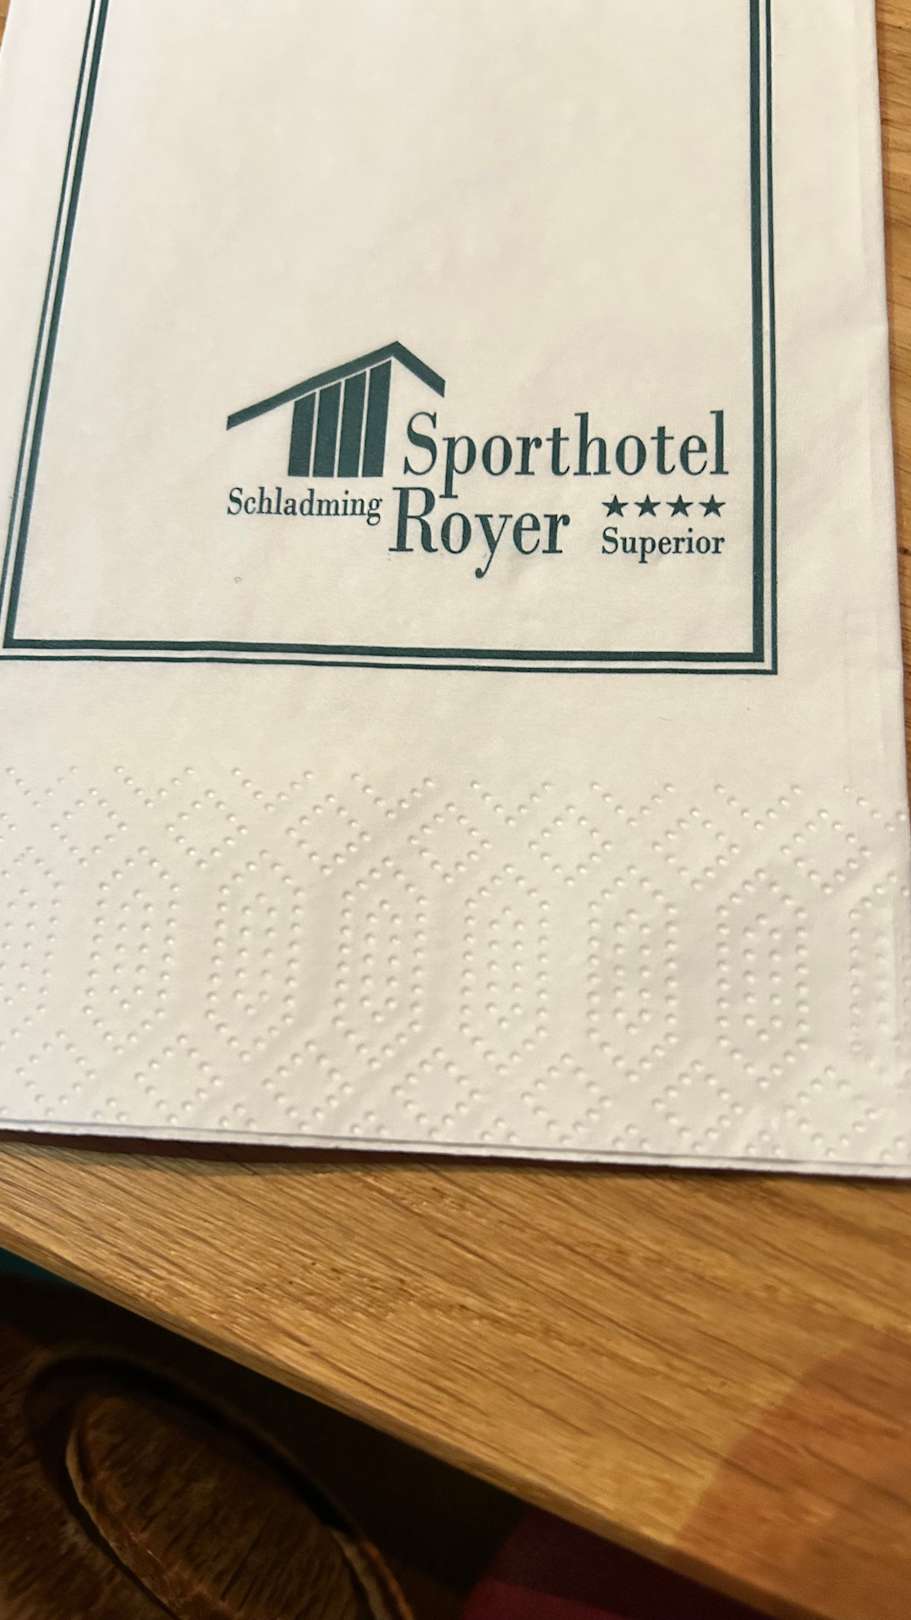 Sporthotel
Schladming Royer ★★★★
Superior